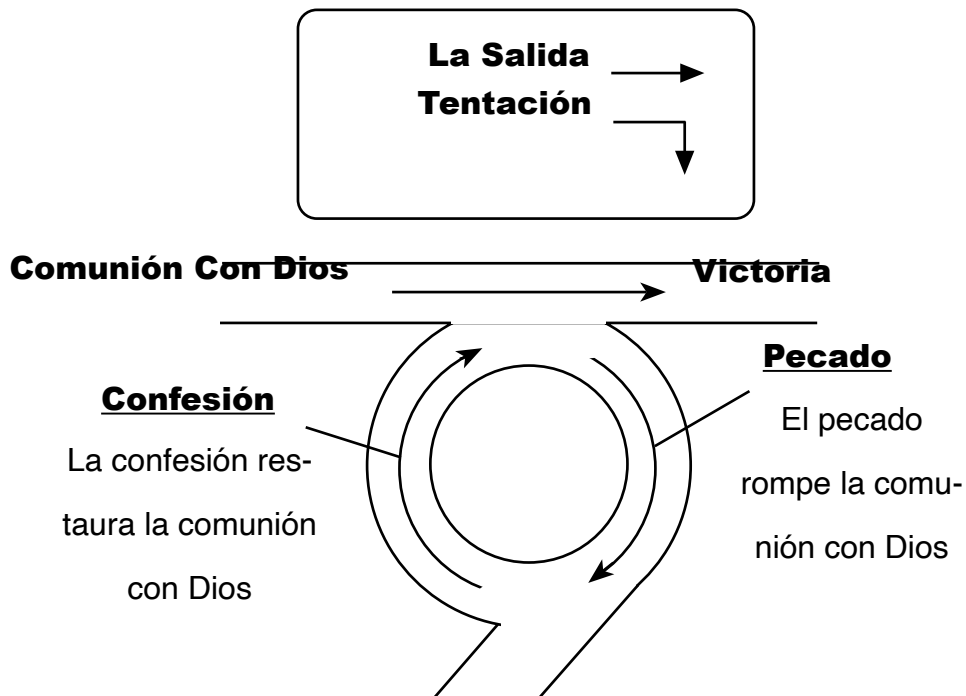 La Salida
Tentación
Comunión Con Dios
Victoria
Confesión
La confesión res-
taura la comunión
con Dios
Pecado
El pecado
rompe la comu-
nión con Dios